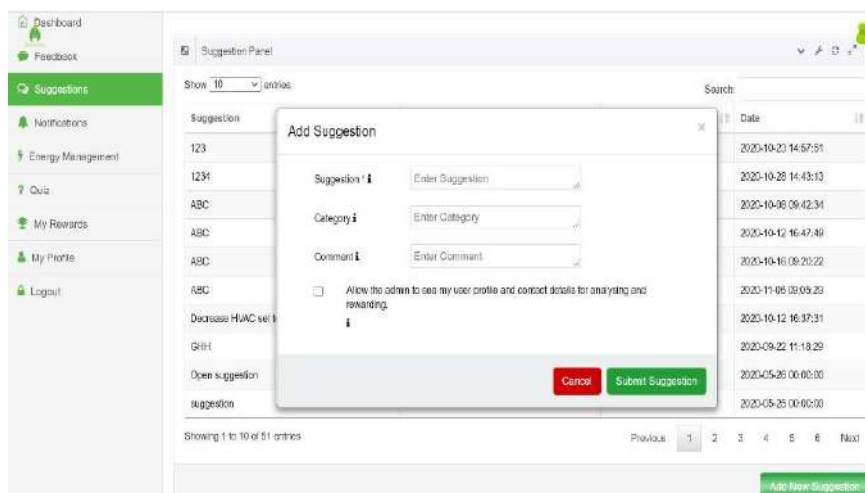 Dashboard
Feedback
Suggestions
Notifications
Energy Management
? Quiz
My Rewards
My Profile
Logout
Suggestion Panel
Show 10 entries
Search:
Suggestion
Date
123
2020-10-23 14:57:51
1234
2020-10-28 14:43:13
ABC
2020-10-08 09:42:34
ABC
2020-10-12 16:47:49
ABC
2020-10-16 09:20:22
ABC
2020-11-06 09:05:29
Decrease HVAC set
2020-10-12 16:37:31
GHH
2020-09-22 11:18:29
Open suggestion
2020-05-26 00:00:00
suggestion
2020-05-26 00:00:00
Add Suggestion
×
Suggestion * i
Enter Suggestion
Category i
Enter Category
Comment i
Enter Comment
Allow the admin to see my user profile and contact details for analysing and
rewarding.
i
Cancel
Submit Suggestion
Showing 1 to 10 of 51 entries
Previous 1 2 3 4 5 6 Next
Add New Suggestion